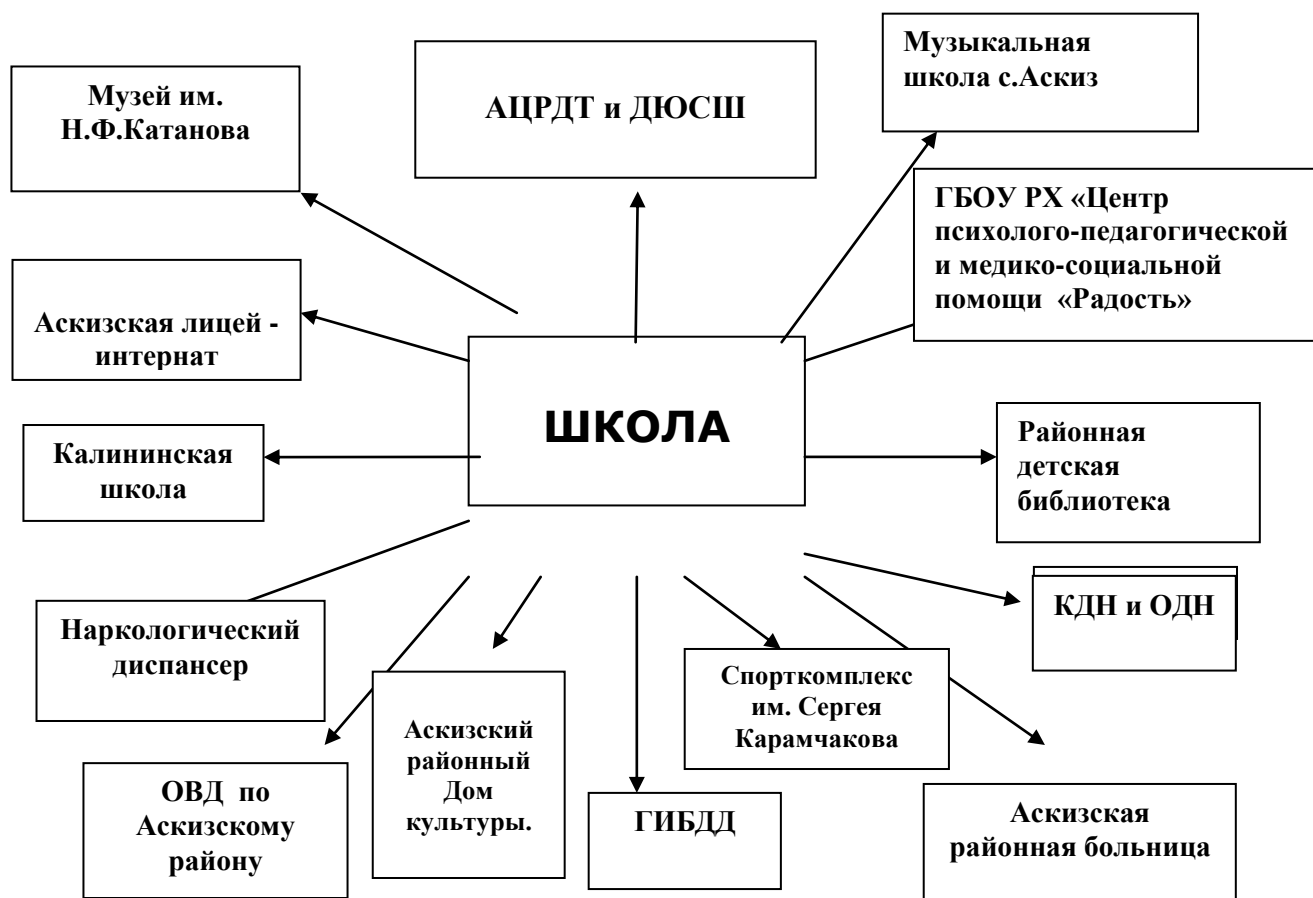 Музыкальная
школа с.Аскиз
Музей им.
Н.Ф.Катанова
АЦРДТ и ДЮСШ
ГБОУ РХ «Центр
психолого-педагогической
и медико-социальной
помощи «Радость»
Аскизская лицей -
интернат
ШКОЛА
Калининская
школа
Районная
детская
библиотека
КДН и ОДН
Наркологический
диспансер
Спорткомплекс
им. Сергея
Карамчакова
Аскизский
районный
Дом
культуры.
ОВД по
Аскизскому
району
ГИБДД
Аскизская
районная больница